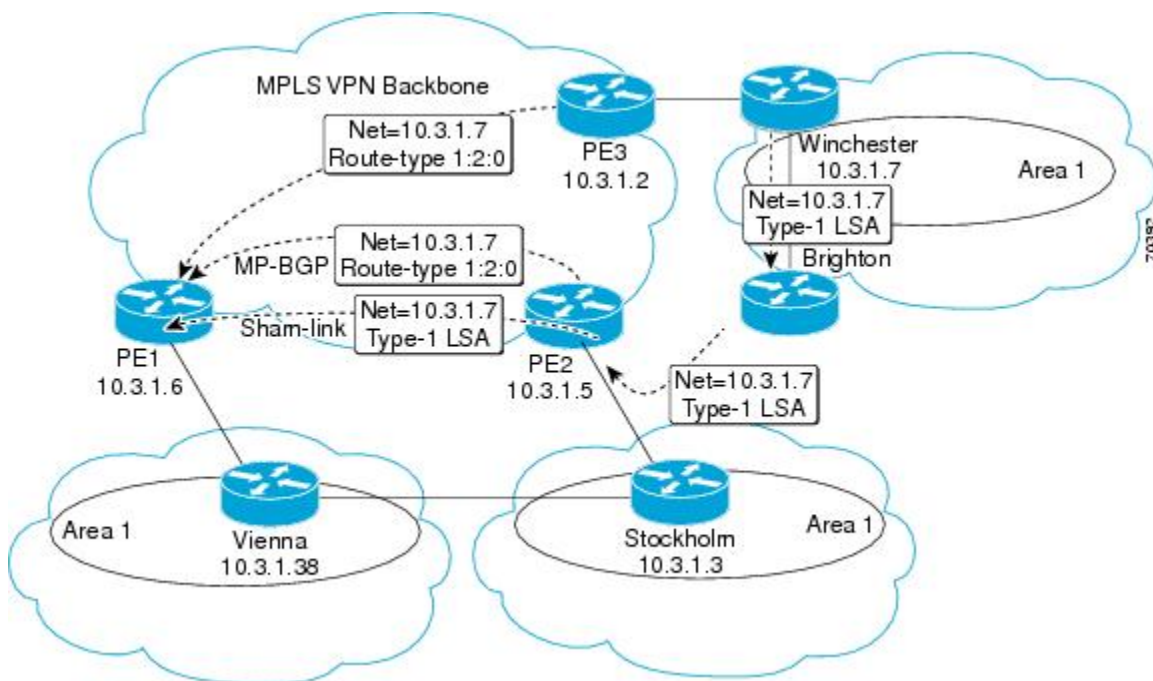 MPLS VPN Backbone
Net=10.3.1.7
Route-type 1:2:0
PE3
10.3.1.2
Winchester
10.3.1.7
Area 1
Net=10.3.1.7
Type-1 LSA
Brighton
70392
MP-BGP
Net=10.3.1.7
Route-type 1:2:0
Sham-link
Net=10.3.1.7
Type-1 LSA
PE1
10.3.1.6
PE2
10.3.1.5
Net=10.3.1.7
Type-1 LSA
Area 1
Vienna
10.3.1.38
Stockholm
10.3.1.3
Area 1